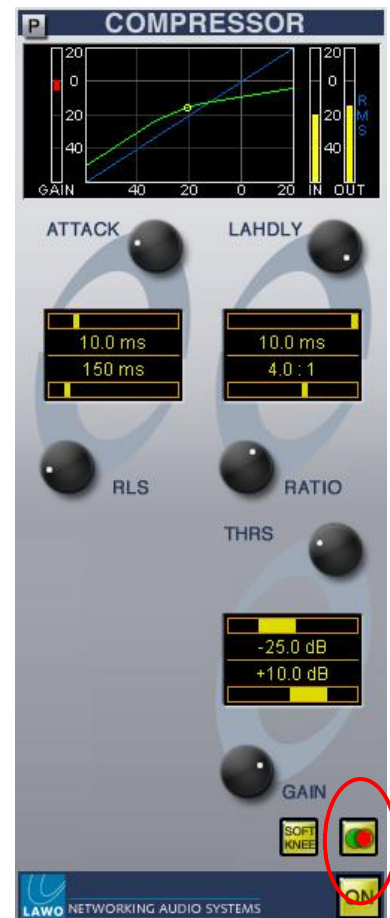 P COMPRESSOR
20 20
0 0
20 20
40 40
RMS
GAIN 40 20 0 20 IN OUT
ATTACK LAHDLY
10.0 ms 10.0 ms
150 ms 4.0 : 1
RLS RATIO
THRS
-25.0 dB
+10.0 dB
GAIN
SOFT
KNEE
LAWO NETWORKING AUDIO SYSTEMS ON